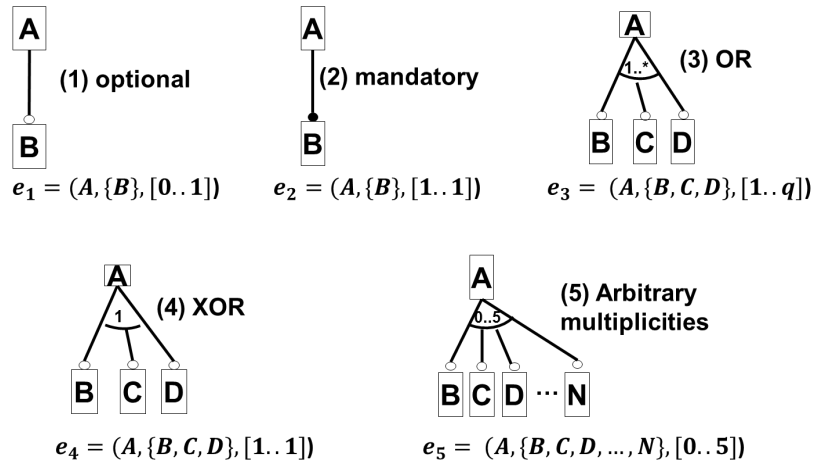 A
(1) optional
B
e₁ = (A, {B}, [0..1])
A
(2) mandatory
B
e₂ = (A, {B}, [1..1])
A
1..*
(3) OR
B C D
e₃ = (A, {B, C, D}, [1..q])
A
1
(4) XOR
B C D
e₄ = (A, {B, C, D}, [1..1])
A
0..5
(5) Arbitrary
multiplicities
B C D ... N
e₅ = (A, {B, C, D, ..., N}, [0..5])